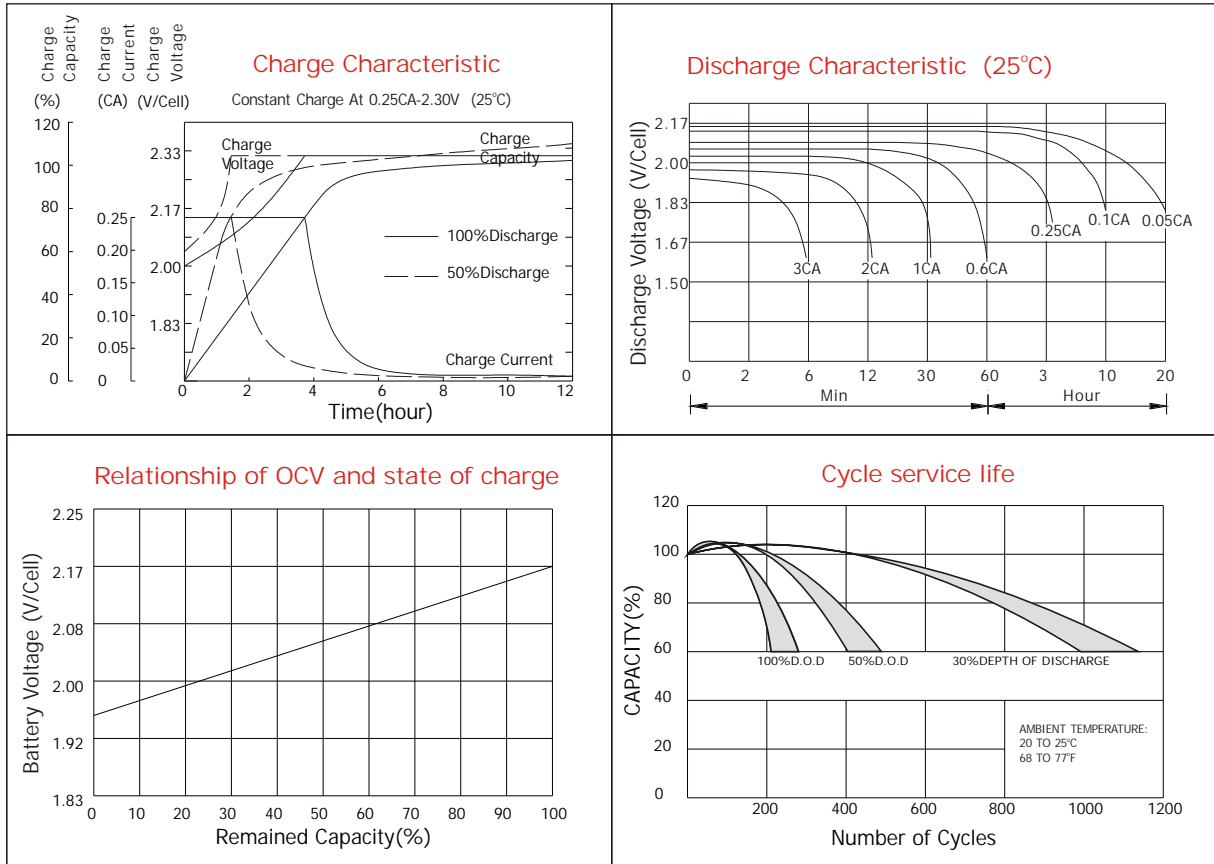 Charge Capacity
Charge Current
Charge Voltage
Charge Characteristic
(%)
(CA)
(V/Cell)
Constant Charge At 0.25CA-2.30V (25°C)
120
100
80
60
40
20
0
0.25
0.20
0.15
0.10
0.05
0
2.33
2.17
2.00
1.83
Charge Voltage
Charge Capacity
100%Discharge
50%Discharge
Charge Current
0 2 4 6 8 10 12
Time(hour)
Discharge Characteristic (25°C)
Discharge Voltage (V/Cell)
2.17
2.00
1.83
1.67
1.50
3CA
2CA
1CA
0.6CA
0.25CA
0.1CA
0.05CA
0 2 6 12 30 60 3 10 20
Min
Hour
Relationship of OCV and state of charge
Battery Voltage (V/Cell)
2.25
2.17
2.08
2.00
1.92
1.83
0 10 20 30 40 50 60 70 80 90 100
Remained Capacity(%)
Cycle service life
CAPACITY(%)
120
100
80
60
40
20
0
100%D.O.D
50%D.O.D
30%DEPTH OF DISCHARGE
AMBIENT TEMPERATURE:
20 TO 25°C
68 TO 77°F
200 400 600 800 1000 1200
Number of Cycles